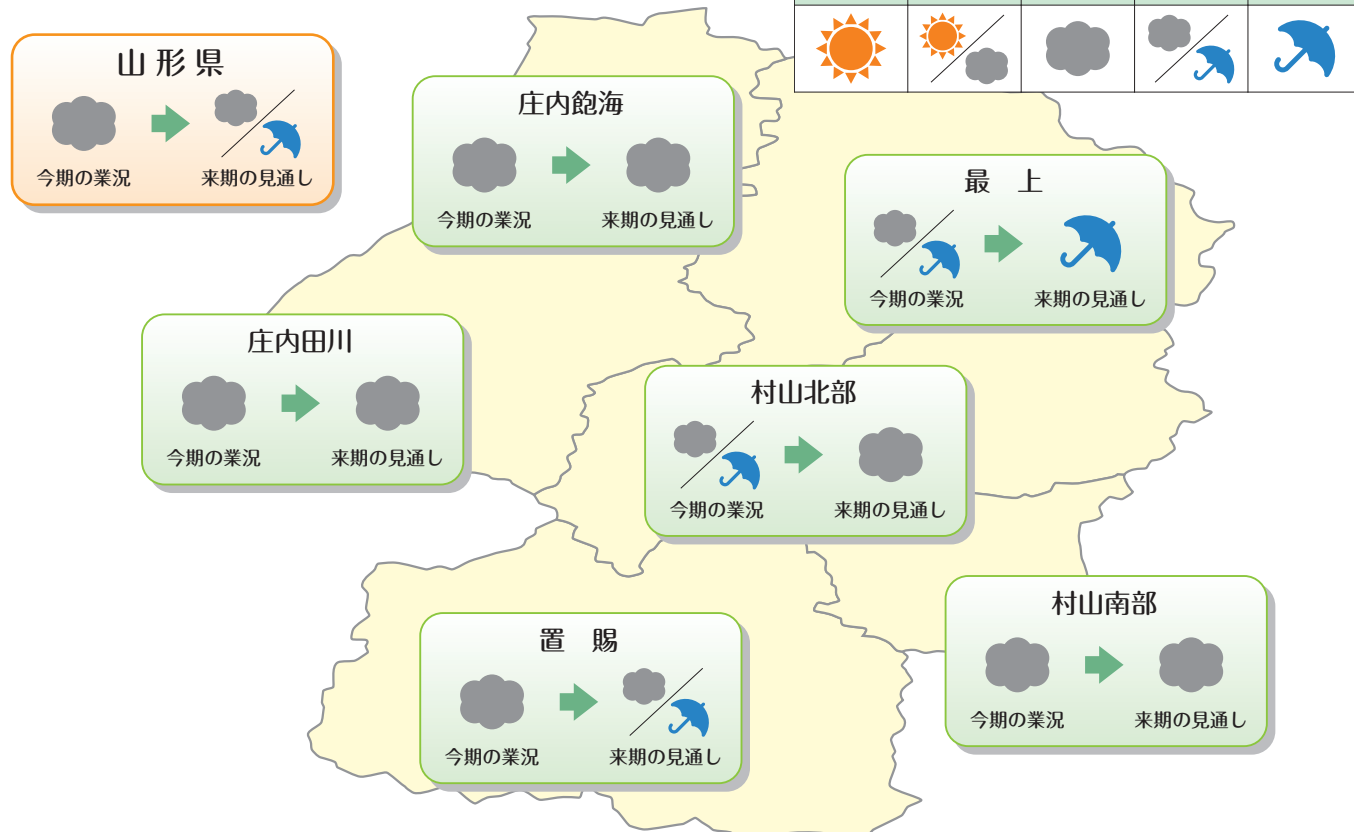 山形県
今期の業況 来期の見通し
庄内飽海
今期の業況 来期の見通し
最 上
今期の業況 来期の見通し
庄内田川
今期の業況 来期の見通し
村山北部
今期の業況 来期の見通し
村山南部
今期の業況 来期の見通し
置 賜
今期の業況 来期の見通し